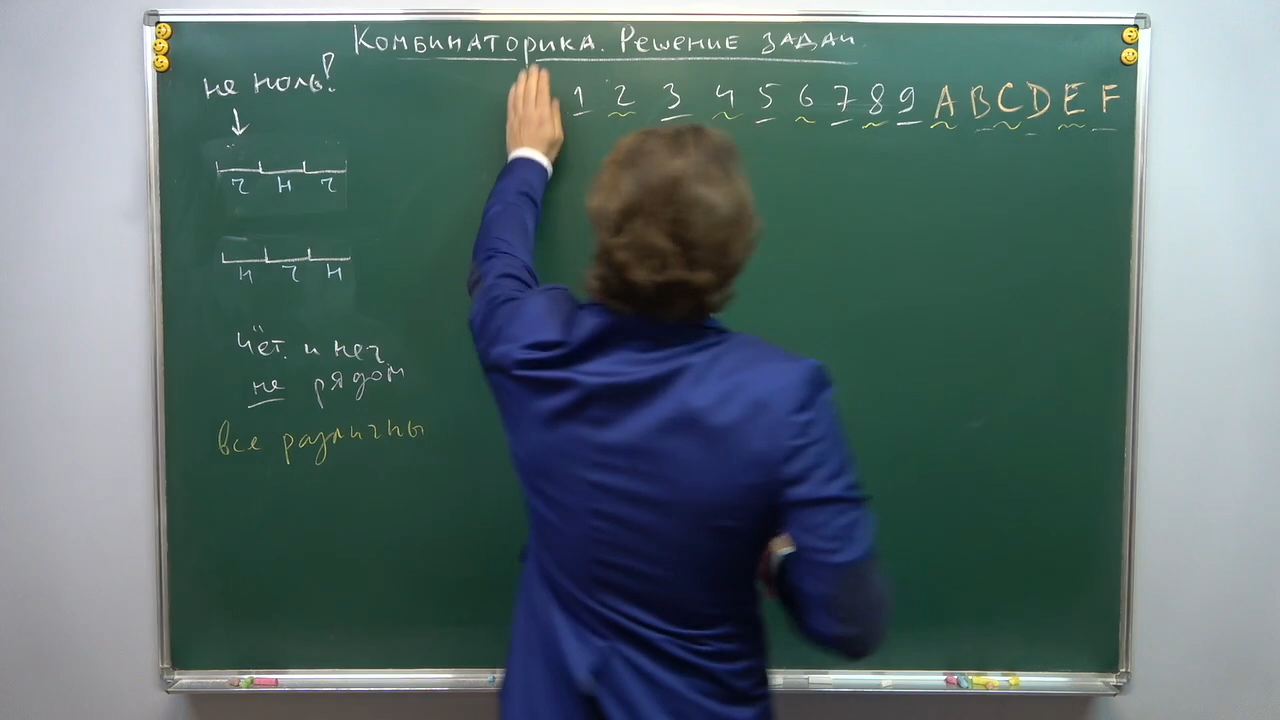 Комбинаторика. Решение задач
не ноль!
1 2 3 4 5 6 7 8 9 A B C D E F
ч н ч
н ч н
Чёт. и неч
не рядом
все различны